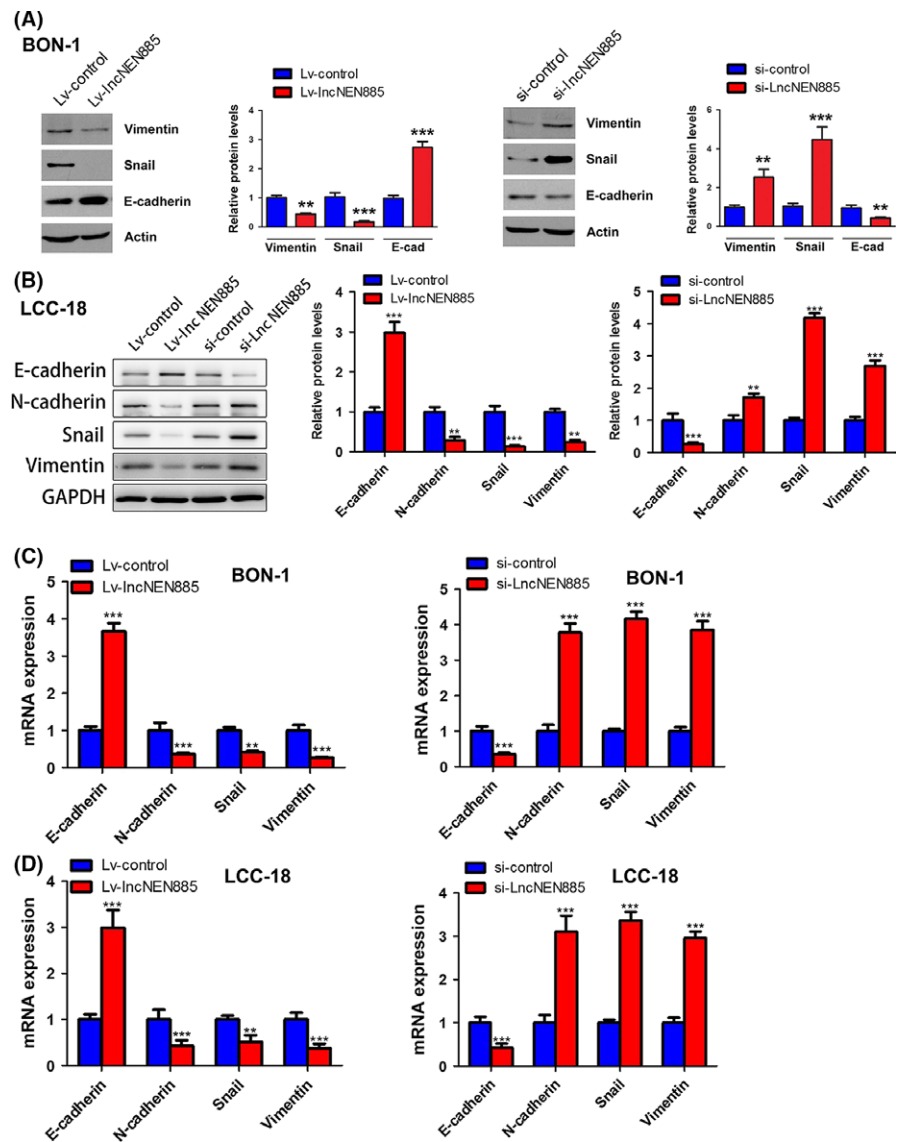 (A)
BON-1
Lv-control
Lv-lncNEN885
Vimentin
Snail
E-cadherin
Actin
Lv-control
Lv-lncNEN885
Relative protein levels
4
3
2
1
0
**
***
***
Vimentin
Snail
E-cad
si-control
si-lncNEN885
Vimentin
Snail
E-cadherin
Actin
si-control
si-LncNEN885
Relative protein levels
6
4
2
0
**
***
**
Vimentin
Snail
E-cad
(B)
LCC-18
Lv-control
Lv-lncNEN885
si-control
si-LncNEN885
E-cadherin
N-cadherin
Snail
Vimentin
GAPDH
Lv-control
Lv-lncNEN885
Relative protein levels
4
3
2
1
0
***
**
***
**
E-cadherin
N-cadherin
Snail
Vimentin
si-control
si-LncNEN885
Relative protein levels
5
4
3
2
1
0
***
**
***
***
E-cadherin
N-cadherin
Snail
Vimentin
(C)
Lv-control
Lv-lncNEN885
BON-1
mRNA expression
5
4
3
2
1
0
***
***
**
***
E-cadherin
N-cadherin
Snail
Vimentin
si-control
si-LncNEN885
BON-1
mRNA expression
5
4
3
2
1
0
***
***
***
***
E-cadherin
N-cadherin
Snail
Vimentin
(D)
Lv-control
Lv-lncNEN885
LCC-18
mRNA expression
4
3
2
1
0
***
***
**
***
E-cadherin
N-cadherin
Snail
Vimentin
si-control
si-LncNEN885
LCC-18
mRNA expression
4
3
2
1
0
***
***
***
***
E-cadherin
N-cadherin
Snail
Vimentin